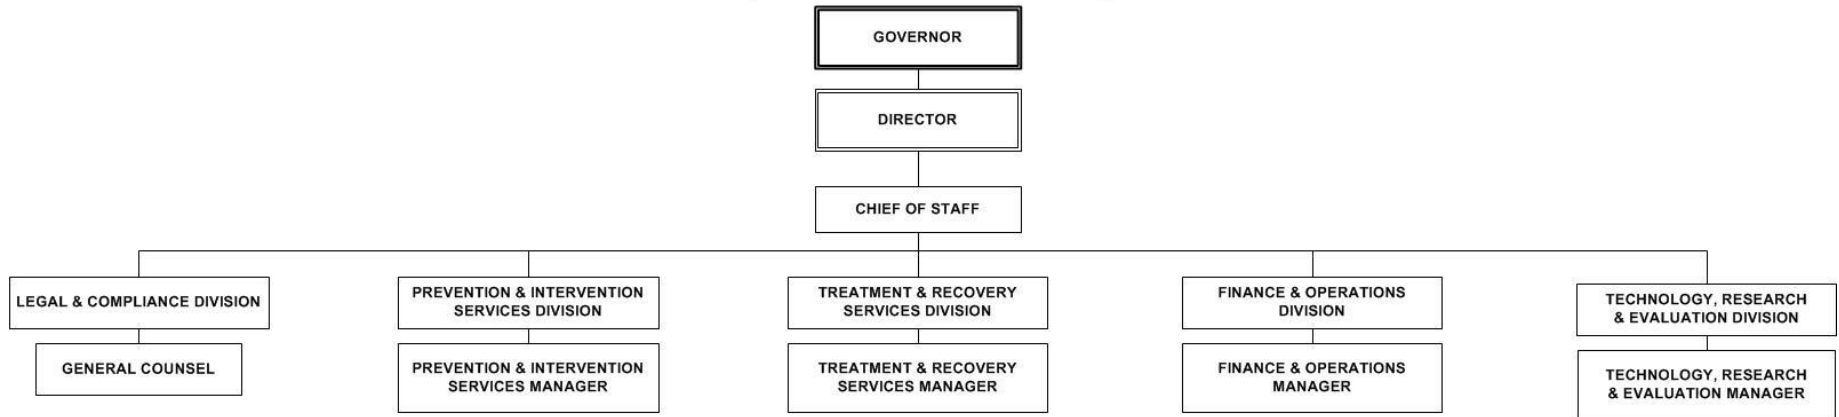 GOVERNOR
DIRECTOR
CHIEF OF STAFF
LEGAL & COMPLIANCE DIVISION
GENERAL COUNSEL
PREVENTION & INTERVENTION
SERVICES DIVISION
PREVENTION & INTERVENTION
SERVICES MANAGER
TREATMENT & RECOVERY
SERVICES DIVISION
TREATMENT & RECOVERY
SERVICES MANAGER
FINANCE & OPERATIONS
DIVISION
FINANCE & OPERATIONS
MANAGER
TECHNOLOGY, RESEARCH
& EVALUATION DIVISION
TECHNOLOGY, RESEARCH
& EVALUATION MANAGER